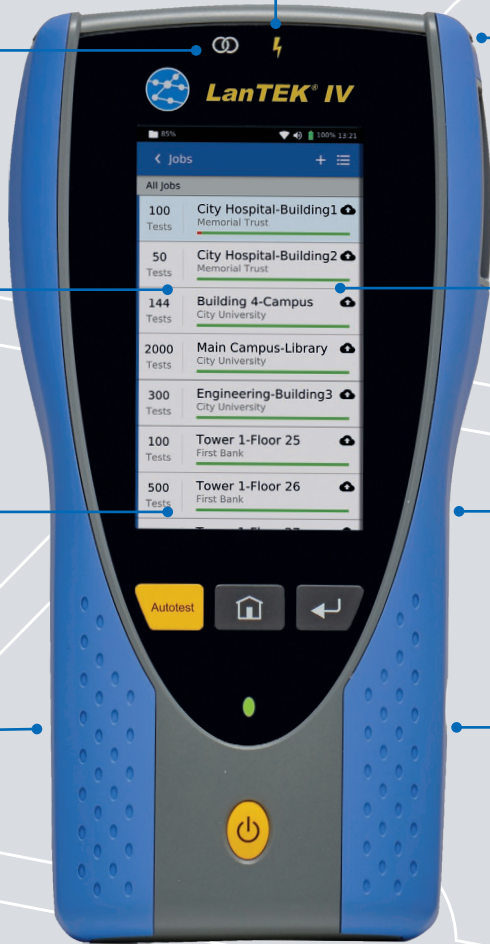 LanTEK® IV
85% 100% 13:21
Jobs +
All Jobs
100 City Hospital-Building1
Tests Memorial Trust
50 City Hospital-Building2
Tests Memorial Trust
144 Building 4-Campus
Tests City University
2000 Main Campus-Library
Tests City University
300 Engineering-Building3
Tests City University
100 Tower 1-Floor 25
Tests First Bank
500 Tower 1-Floor 26
Tests First Bank
Autotest